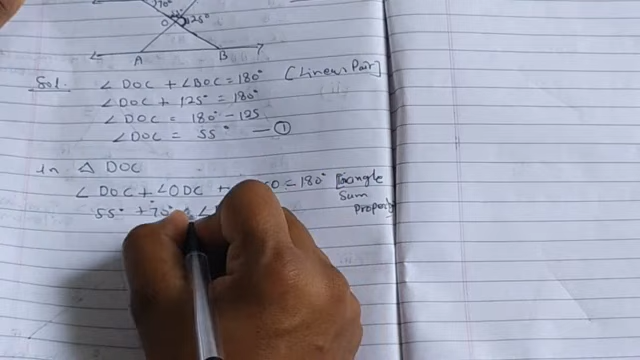 70°
O 125°
A B
Sol. ∠DOC + ∠BOC = 180° [Linear Pair]
∠DOC + 125° = 180°
∠DOC = 180° - 125
∠DOC = 55° — ①
In △ DOC
∠DOC + ∠ODC + = 180° [Triangle
Sum
55° + 70° + ∠ Property